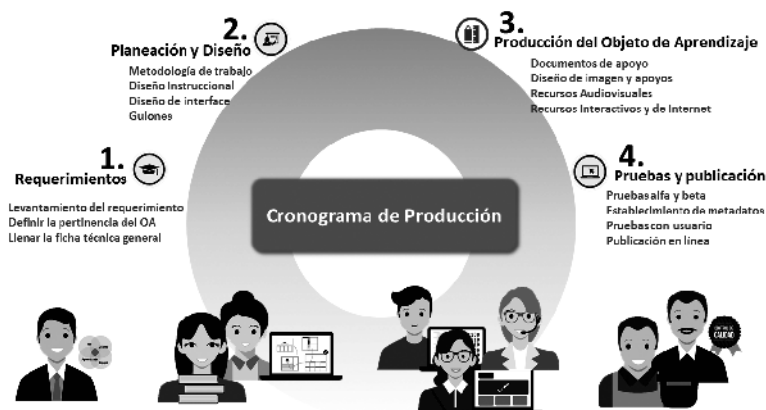 1.
Requerimientos
Levantamiento del requerimiento
Definir la pertinencia del OA
Llenar la ficha técnica general
2.
Planeación y Diseño
Metodología de trabajo
Diseño Instruccional
Diseño de interface
Guiones
3.
Producción del Objeto de Aprendizaje
Documentos de apoyo
Diseño de imagen y apoyos
Recursos Audiovisuales
Recursos Interactivos y de Internet
4.
Pruebas y publicación
Pruebas alfa y beta
Establecimiento de metadatos
Pruebas con usuario
Publicación en línea
Cronograma de Producción
CALIDAD